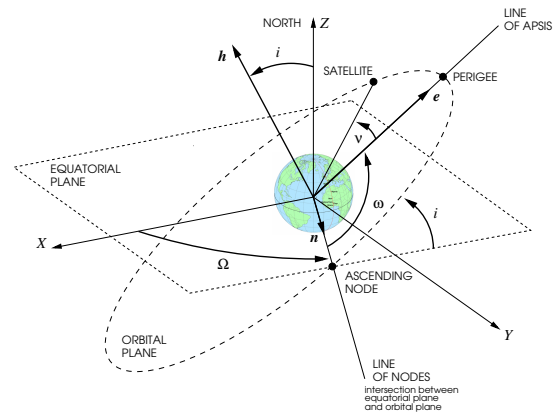 NORTH
Z
LINE
OF APSIS
h
i
SATELLITE
PERIGEE
e
ν
EQUATORIAL
PLANE
ω
i
n
X
Ω
ASCENDING
NODE
Y
ORBITAL
PLANE
LINE
OF NODES
intersection between
equatorial plane
and orbital plane